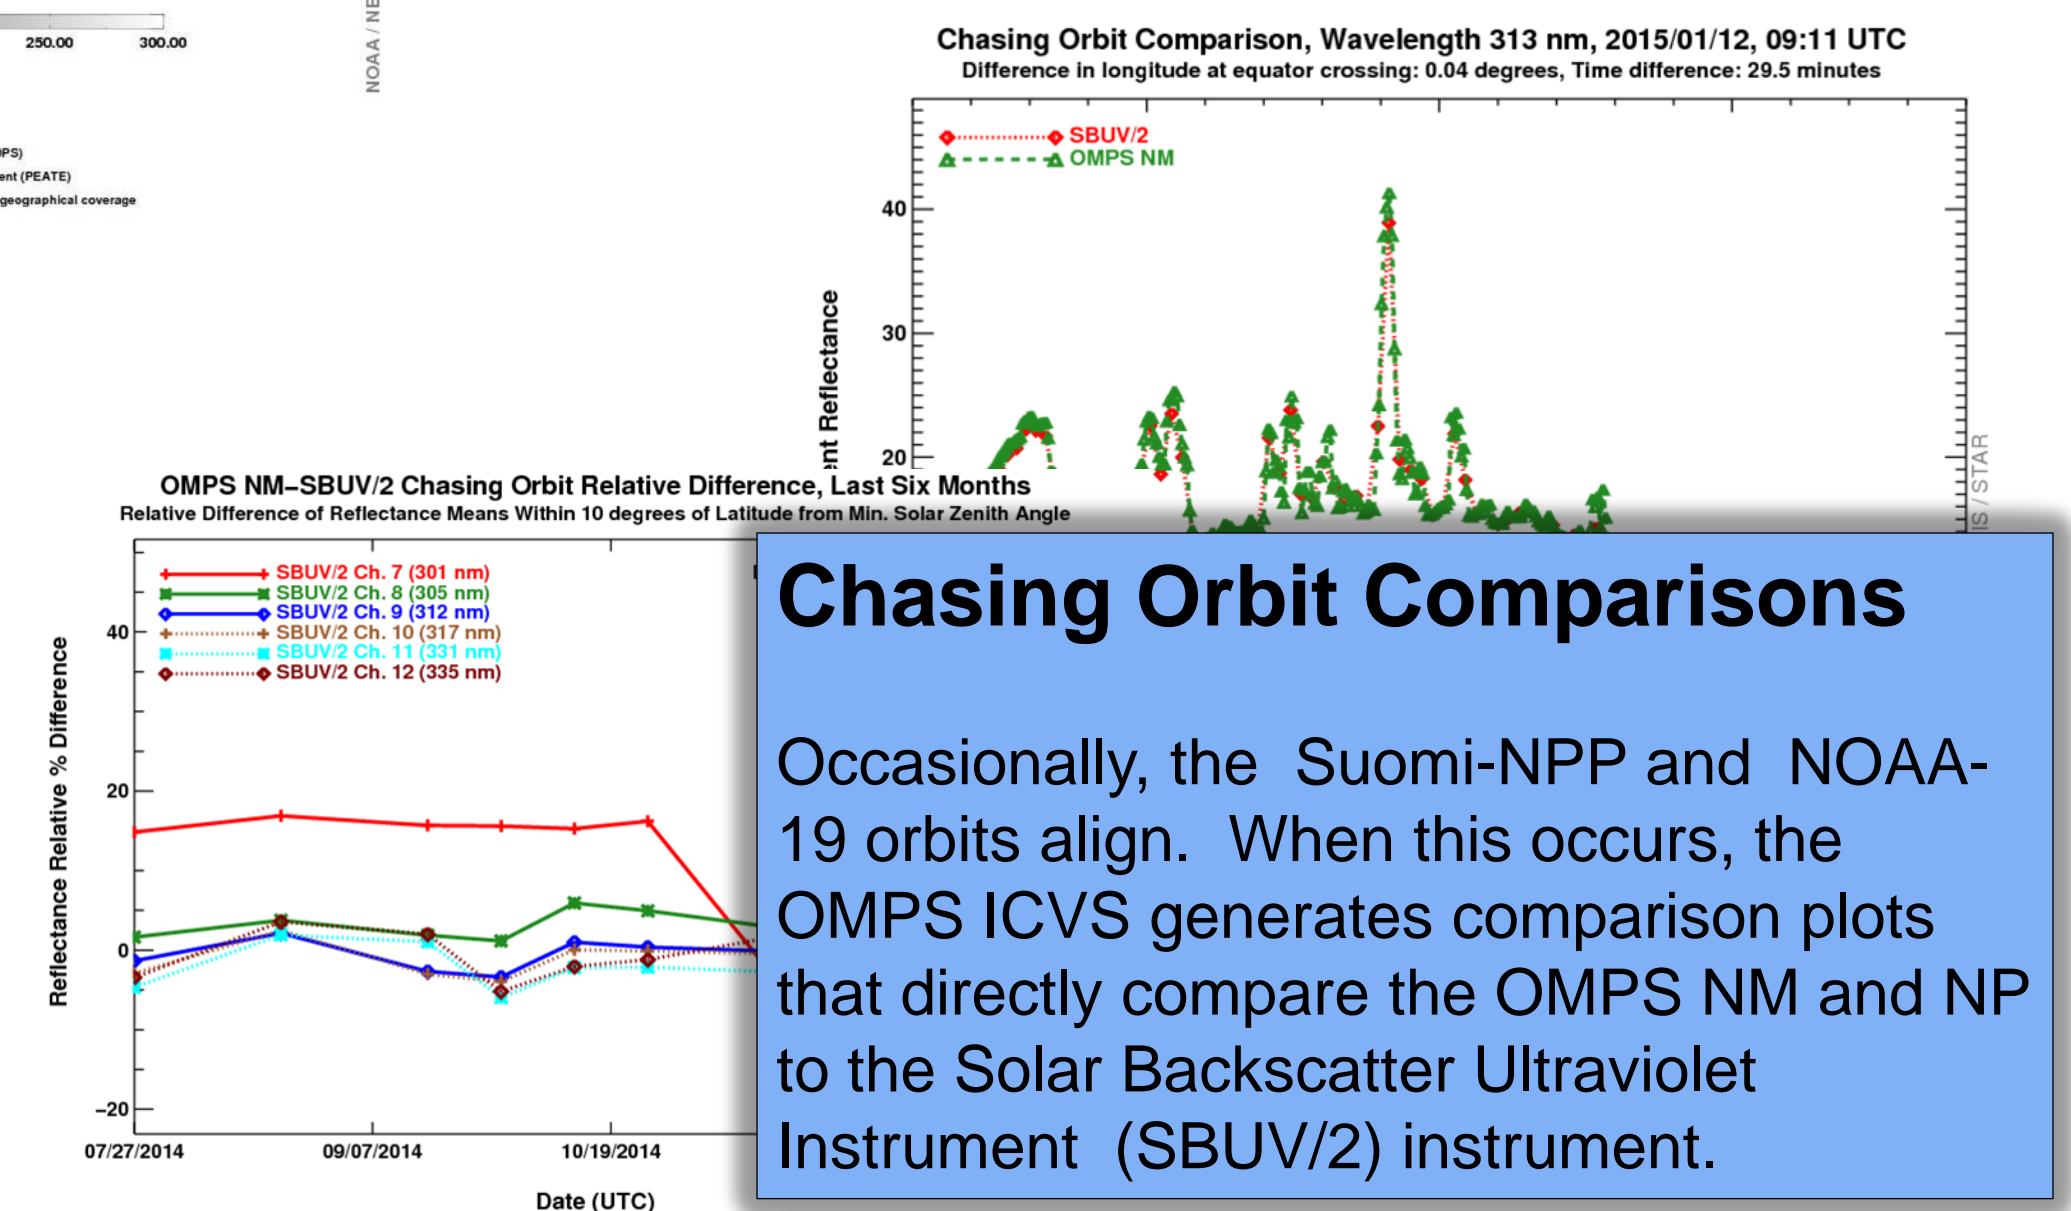 250.00 300.00
NOAA / NE
PS)
ent (PEATE)
geographical coverage
Chasing Orbit Comparison, Wavelength 313 nm, 2015/01/12, 09:11 UTC
Difference in longitude at equator crossing: 0.04 degrees, Time difference: 29.5 minutes
SBUV/2
OMPS NM
40
30
20
nt Reflectance
IS / STAR
OMPS NM–SBUV/2 Chasing Orbit Relative Difference, Last Six Months
Relative Difference of Reflectance Means Within 10 degrees of Latitude from Min. Solar Zenith Angle
SBUV/2 Ch. 7 (301 nm)
SBUV/2 Ch. 8 (305 nm)
SBUV/2 Ch. 9 (312 nm)
SBUV/2 Ch. 10 (317 nm)
SBUV/2 Ch. 11 (331 nm)
SBUV/2 Ch. 12 (335 nm)
Reflectance Relative % Difference
40
20
0
–20
07/27/2014 09/07/2014 10/19/2014
Date (UTC)
Chasing Orbit Comparisons
Occasionally, the Suomi-NPP and NOAA-
19 orbits align. When this occurs, the
OMPS ICVS generates comparison plots
that directly compare the OMPS NM and NP
to the Solar Backscatter Ultraviolet
Instrument (SBUV/2) instrument.